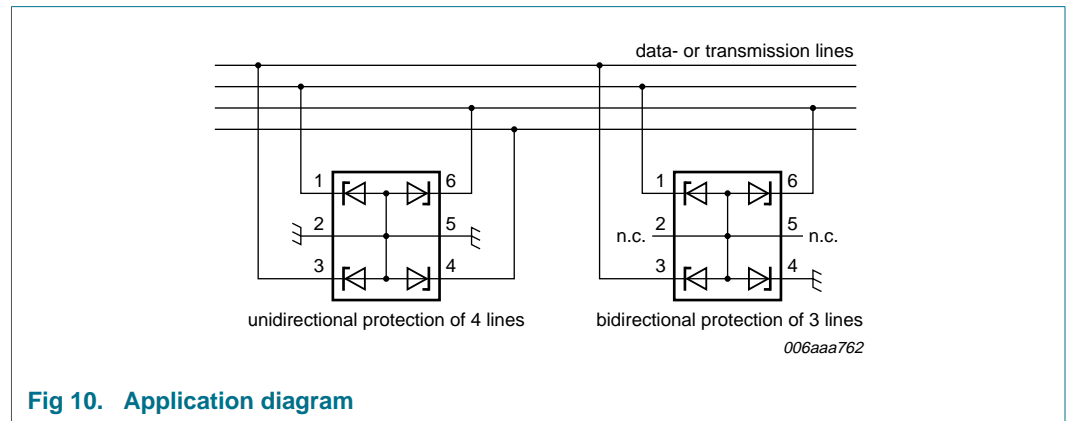 data- or transmission lines
1 6 1 6
2 5 n.c. 2 5 n.c.
3 4 3 4
unidirectional protection of 4 lines bidirectional protection of 3 lines
006aaa762
Fig 10. Application diagram